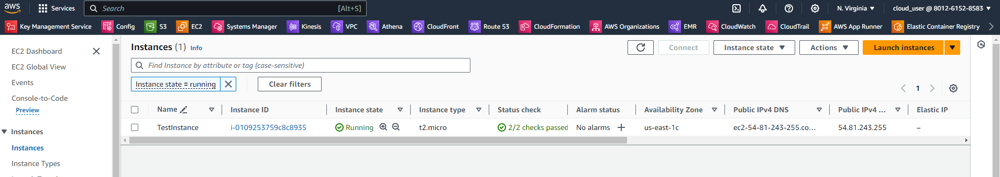 aws Services Search [Alt+S] N. Virginia cloud_user @ 8012-6152-8583
Key Management Service Config S3 EC2 Systems Manager Kinesis VPC Athena CloudFront Route 53 CloudFormation AWS Organizations EMR CloudWatch CloudTrail AWS App Runner Elastic Container Registry
EC2 Dashboard
EC2 Global View
Events
Console-to-Code
Preview
Instances
Instances
Instance Types
Instances (1) Info Connect Instance state Actions Launch instances
Find Instance by attribute or tag (case-sensitive)
Instance state = running Clear filters
1
Name Instance ID Instance state Instance type Status check Alarm status Availability Zone Public IPv4 DNS Public IPv4 ... Elastic IP
TestInstance i-0109253759c8c8935 Running t2.micro 2/2 checks passed No alarms + us-east-1c ec2-54-81-243-255.co... 54.81.243.255 –